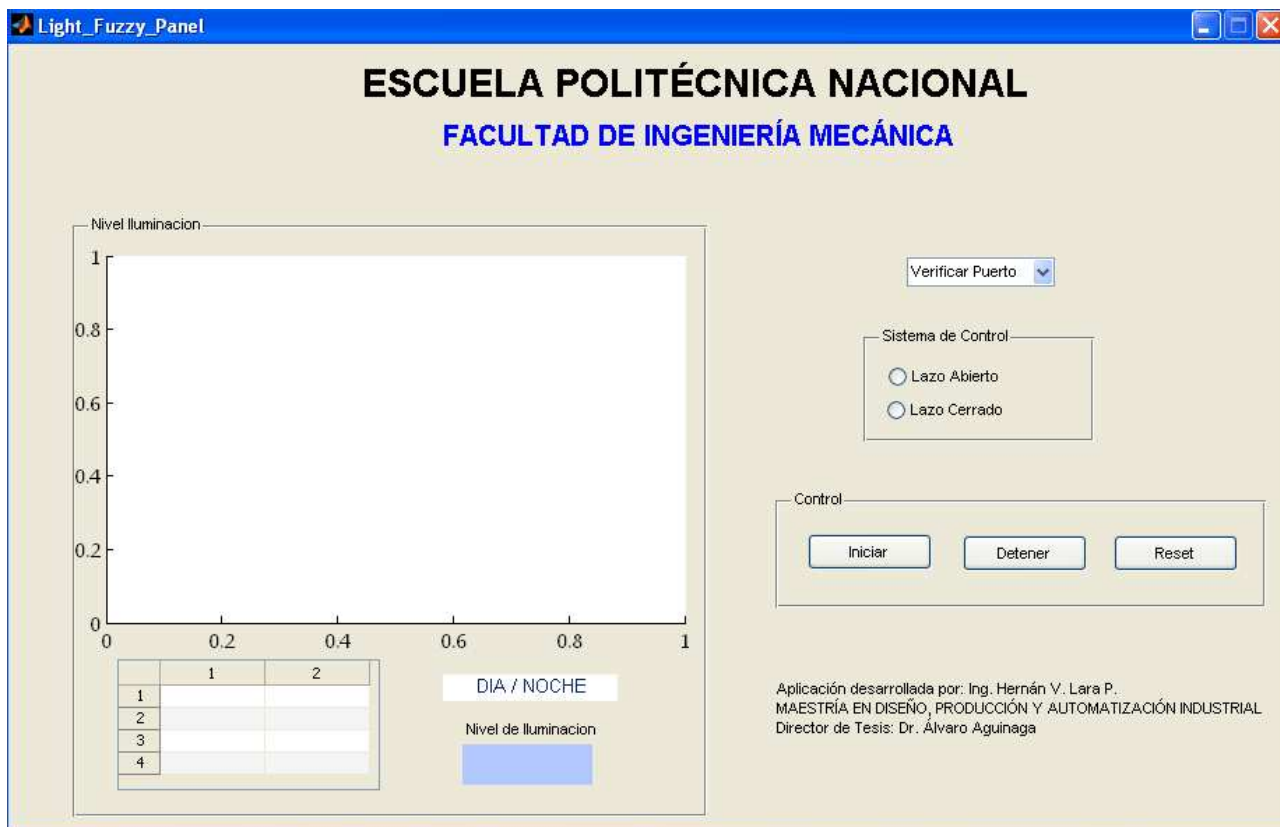 Light_Fuzzy_Panel
ESCUELA POLITÉCNICA NACIONAL
FACULTAD DE INGENIERÍA MECÁNICA
Nivel Iluminacion
1
0.8
0.6
0.4
0.2
0
0 0.2 0.4 0.6 0.8 1
1 2
1
2
3
4
DIA / NOCHE
Nivel de Iluminacion
Verificar Puerto
Sistema de Control
Lazo Abierto
Lazo Cerrado
Control
Iniciar Detener Reset
Aplicación desarrollada por: Ing. Hernán V. Lara P.
MAESTRÍA EN DISEÑO, PRODUCCIÓN Y AUTOMATIZACIÓN INDUSTRIAL
Director de Tesis: Dr. Álvaro Aguinaga